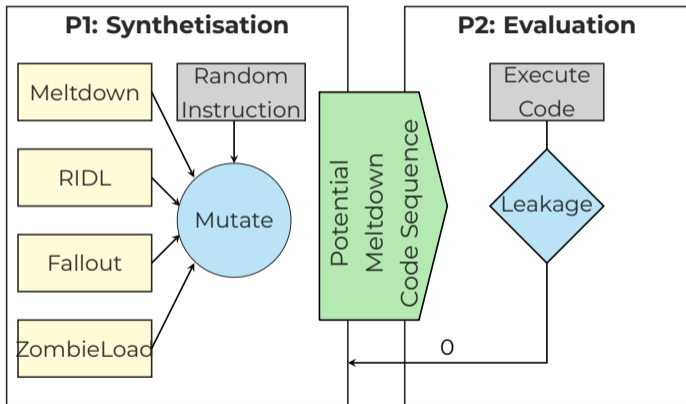 P1: Synthetisation
P2: Evaluation
Meltdown
Random
Instruction
RIDL
Mutate
Fallout
ZombieLoad
Potential
Meltdown
Code Sequence
Execute
Code
Leakage
0